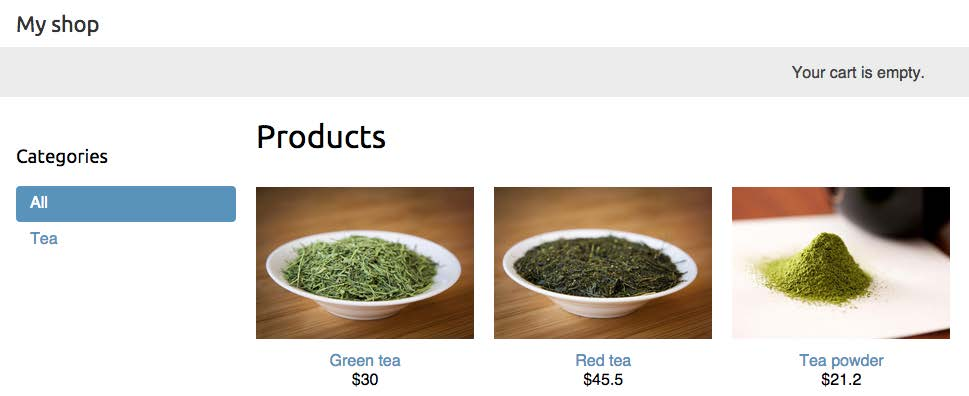 My shop
Your cart is empty.
Categories
All
Tea
Products
Green tea
$30
Red tea
$45.5
Tea powder
$21.2